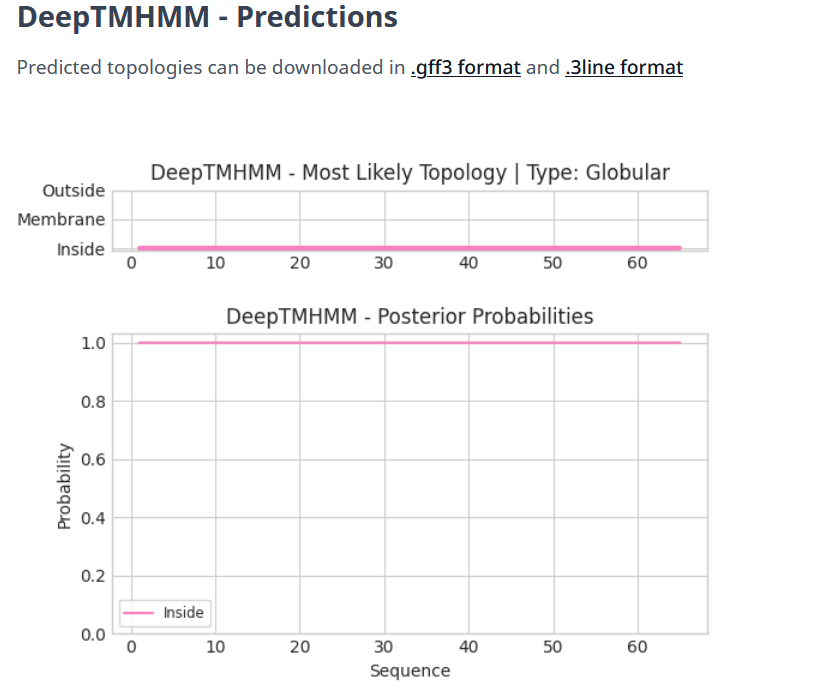 DeepTMHMM - Predictions
Predicted topologies can be downloaded in .gff3 format and .3line format
DeepTMHMM - Most Likely Topology | Type: Globular
Outside
Membrane
Inside
0 10 20 30 40 50 60
DeepTMHMM - Posterior Probabilities
1.0
0.8
0.6
0.4
0.2
0.0
Probability
Inside
0 10 20 30 40 50 60
Sequence